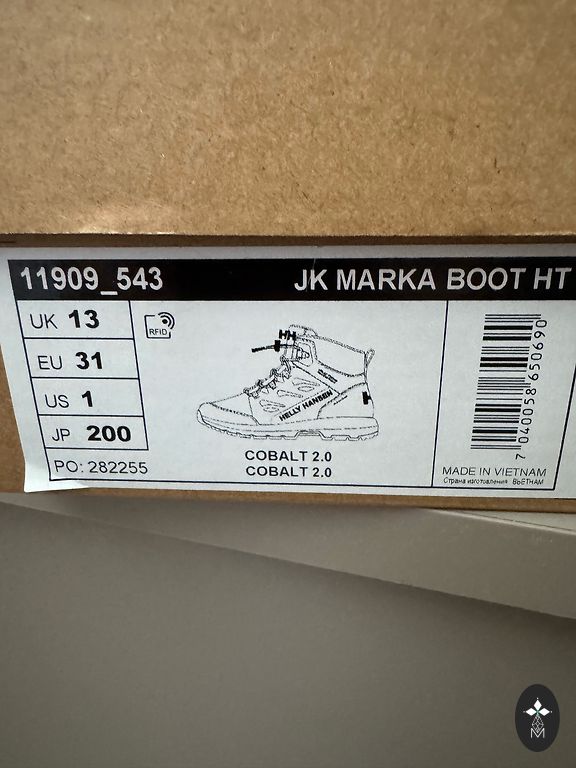 11909_543 JK MARKA BOOT HT
UK 13
EU 31
US 1
JP 200
PO: 282255
RFID
HH
HELLY HANSEN
H
COBALT 2.0
COBALT 2.0
7 040058 650690
MADE IN VIETNAM
Страна изготовления ВЬЕТНАМ
M